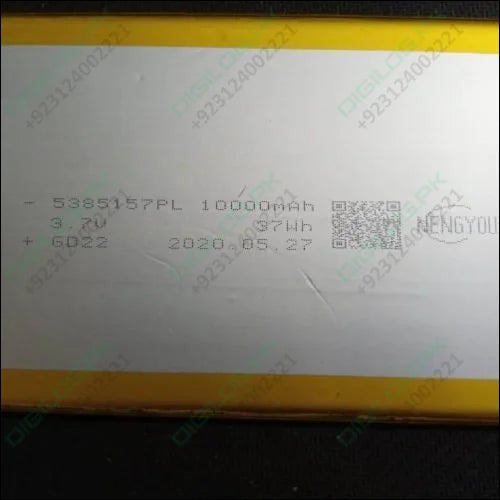 - 5385157PL 10000mAh
3.7V 37Wh
+ GD22 2020.05.27
NENGYOU
DIGILOG.PK
+923124002221